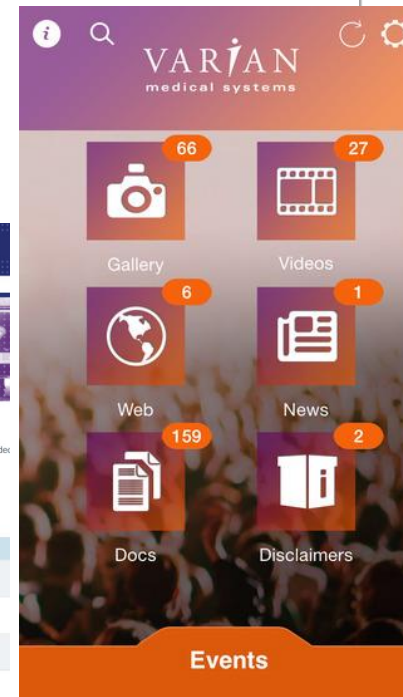 i
VARIAN
medical systems
66
27
Gallery
Videos
6
1
Web
News
159
2
i
Docs
Disclaimers
Events